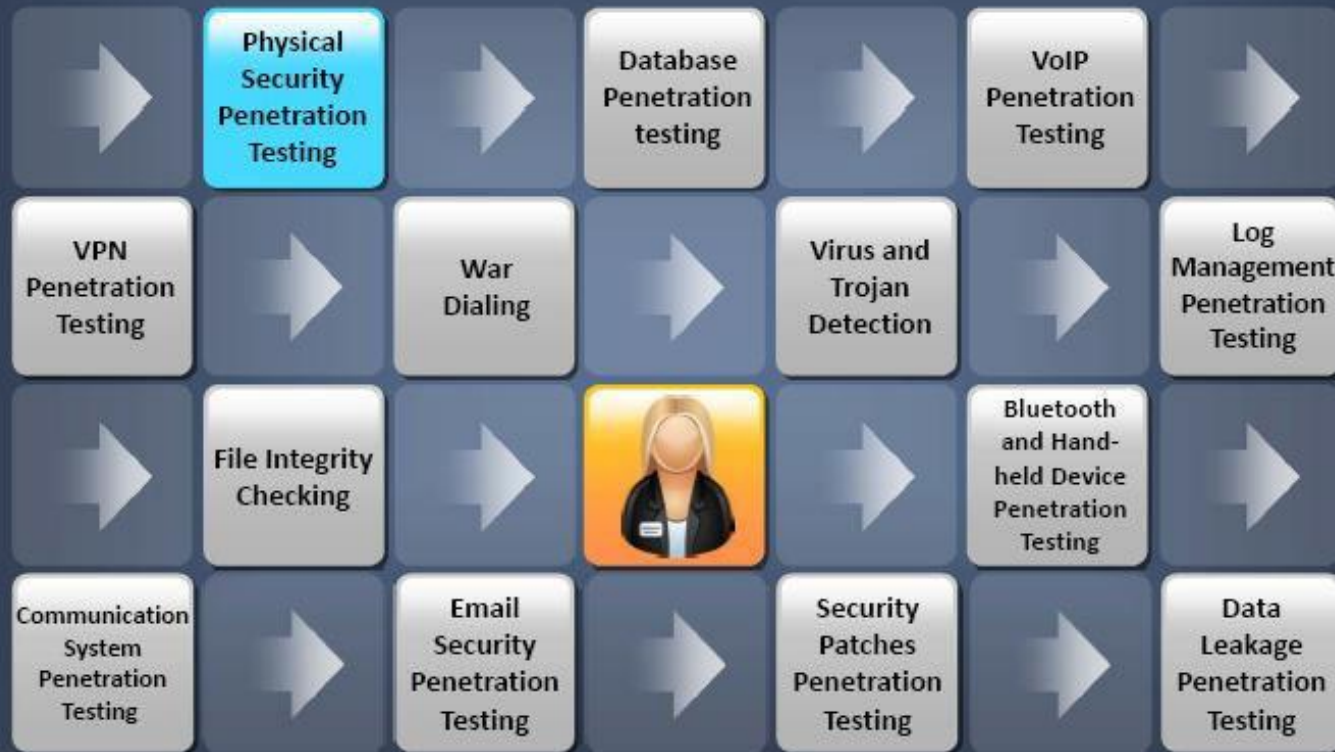 Physical
Security
Penetration
Testing
Database
Penetration
testing
VoIP
Penetration
Testing
VPN
Penetration
Testing
War
Dialing
Virus and
Trojan
Detection
Log
Management
Penetration
Testing
File Integrity
Checking
Bluetooth
and Hand-
held Device
Penetration
Testing
Communication
System
Penetration
Testing
Email
Security
Penetration
Testing
Security
Patches
Penetration
Testing
Data
Leakage
Penetration
Testing